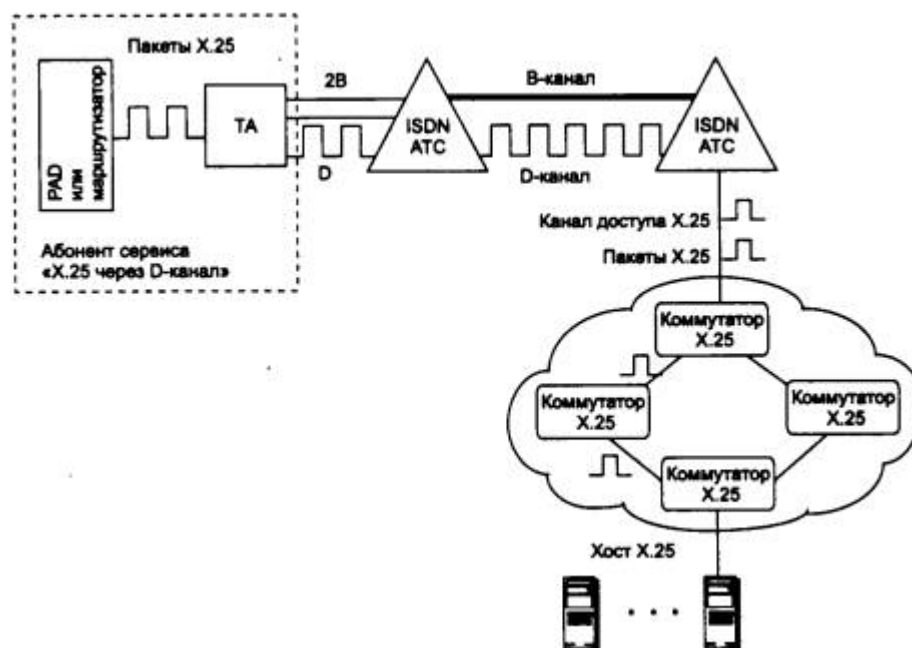 Пакеты X.25
PAD
или
маршрутизатор
TA
2B
D
ISDN
АТС
В-канал
D-канал
ISDN
АТС
Абонент сервиса
«X.25 через D-канал»
Канал доступа X.25
Пакеты X.25
Коммутатор
X.25
Коммутатор
X.25
Коммутатор
X.25
Коммутатор
X.25
Хост X.25